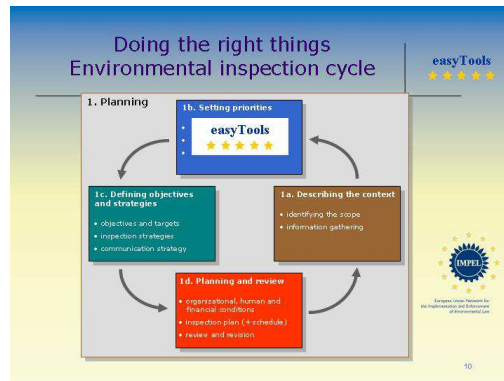 Doing the right things
Environmental inspection cycle
easyTools
1. Planning
1b. Setting priorities
easyTools
1c. Defining objectives
and strategies
• objectives and targets
• inspection strategies
• communication strategy
1a. Describing the context
• identifying the scope
• information gathering
1d. Planning and review
• organizational, human and
financial conditions
• inspection plan (+ schedule)
• review and revision
IMPEL
European Union Network for
the Implementation and Enforcement
of Environmental Law
10